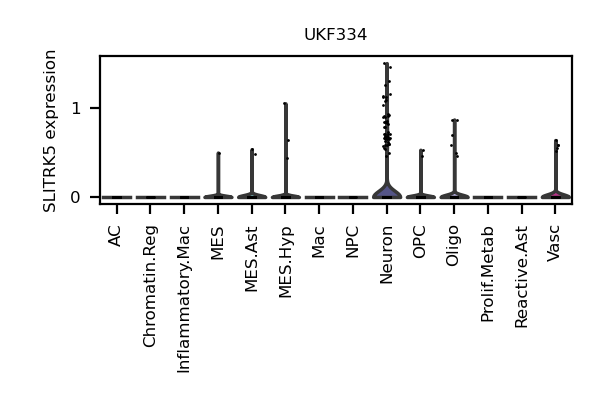 UKF334
SLITRK5 expression
1
0
AC
Chromatin.Reg
Inflammatory.Mac
MES
MES.Ast
MES.Hyp
Mac
NPC
Neuron
OPC
Oligo
Prolif.Metab
Reactive.Ast
Vasc